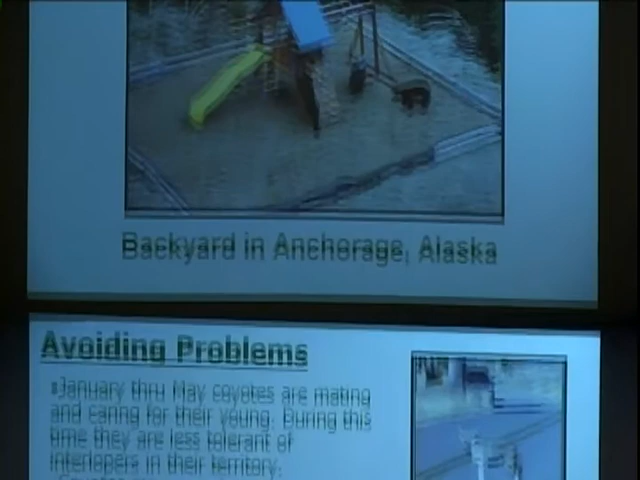 Backyard in Anchorage, Alaska
Avoiding Problems
January thru May coyotes are mating
and caring for their young. During this
time they are less tolerant of
interlopers in their territory.